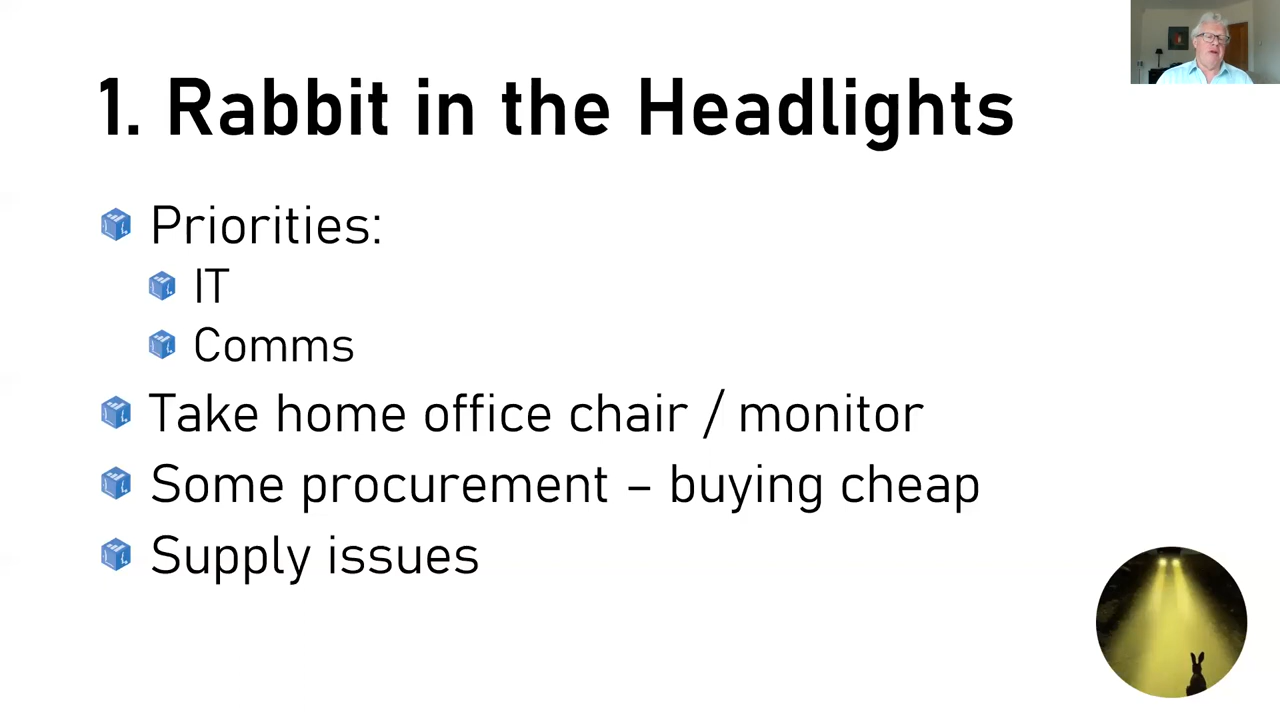 1. Rabbit in the Headlights
Priorities:
IT
Comms
Take home office chair / monitor
Some procurement – buying cheap
Supply issues